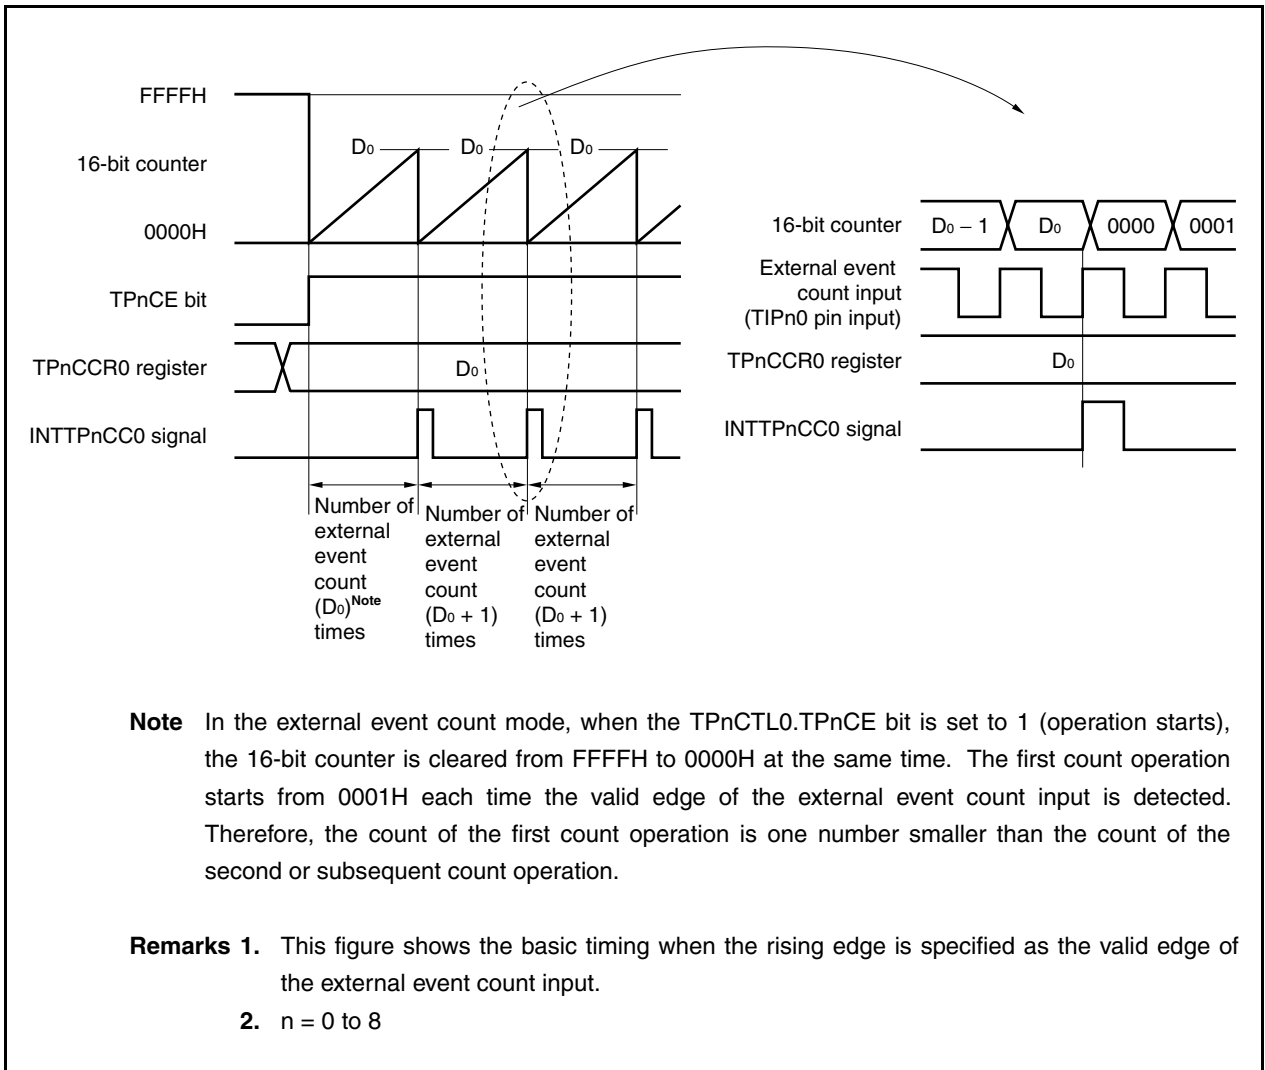 FFFFH
16-bit counter
0000H
D0
D0
D0
TPnCE bit
TPnCCR0 register
D0
INTTPnCC0 signal
Number of
external
event
count
(D0)Note
times
Number of
external
event
count
(D0 + 1)
times
Number of
external
event
count
(D0 + 1)
times
16-bit counter
D0 − 1
D0
0000
0001
External event
count input
(TIPn0 pin input)
TPnCCR0 register
D0
INTTPnCC0 signal
Note In the external event count mode, when the TPnCTL0.TPnCE bit is set to 1 (operation starts),
the 16-bit counter is cleared from FFFFH to 0000H at the same time. The first count operation
starts from 0001H each time the valid edge of the external event count input is detected.
Therefore, the count of the first count operation is one number smaller than the count of the
second or subsequent count operation.
Remarks 1. This figure shows the basic timing when the rising edge is specified as the valid edge of
the external event count input.
2. n = 0 to 8